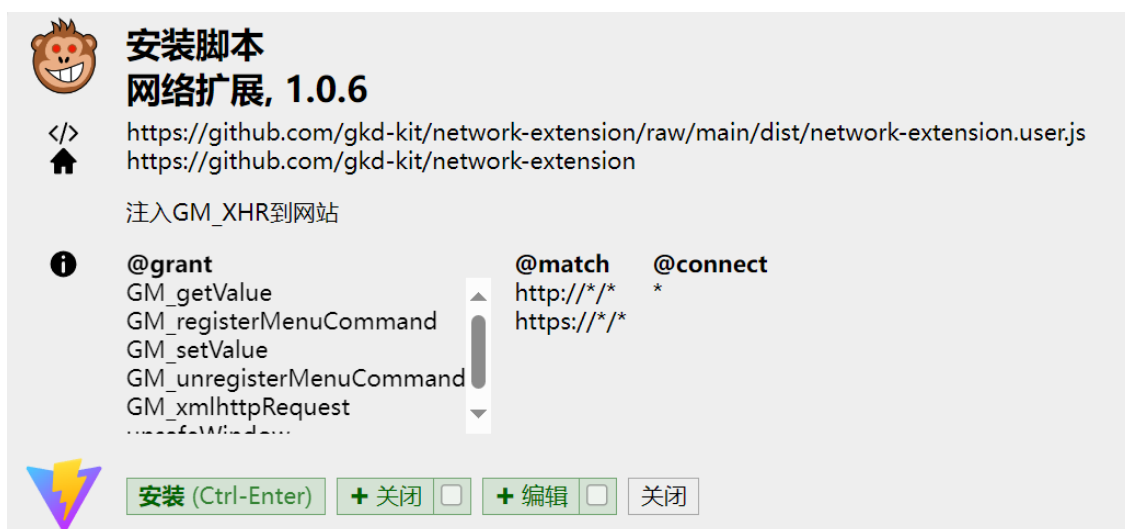 安装脚本
网络扩展, 1.0.6
https://github.com/gkd-kit/network-extension/raw/main/dist/network-extension.user.js
https://github.com/gkd-kit/network-extension
注入GM_XHR到网站
@grant
GM_getValue
GM_registerMenuCommand
GM_setValue
GM_unregisterMenuCommand
GM_xmlhttpRequest
@match
http://*/*
https://*/*
@connect
*
安装 (Ctrl-Enter) + 关闭 + 编辑 关闭